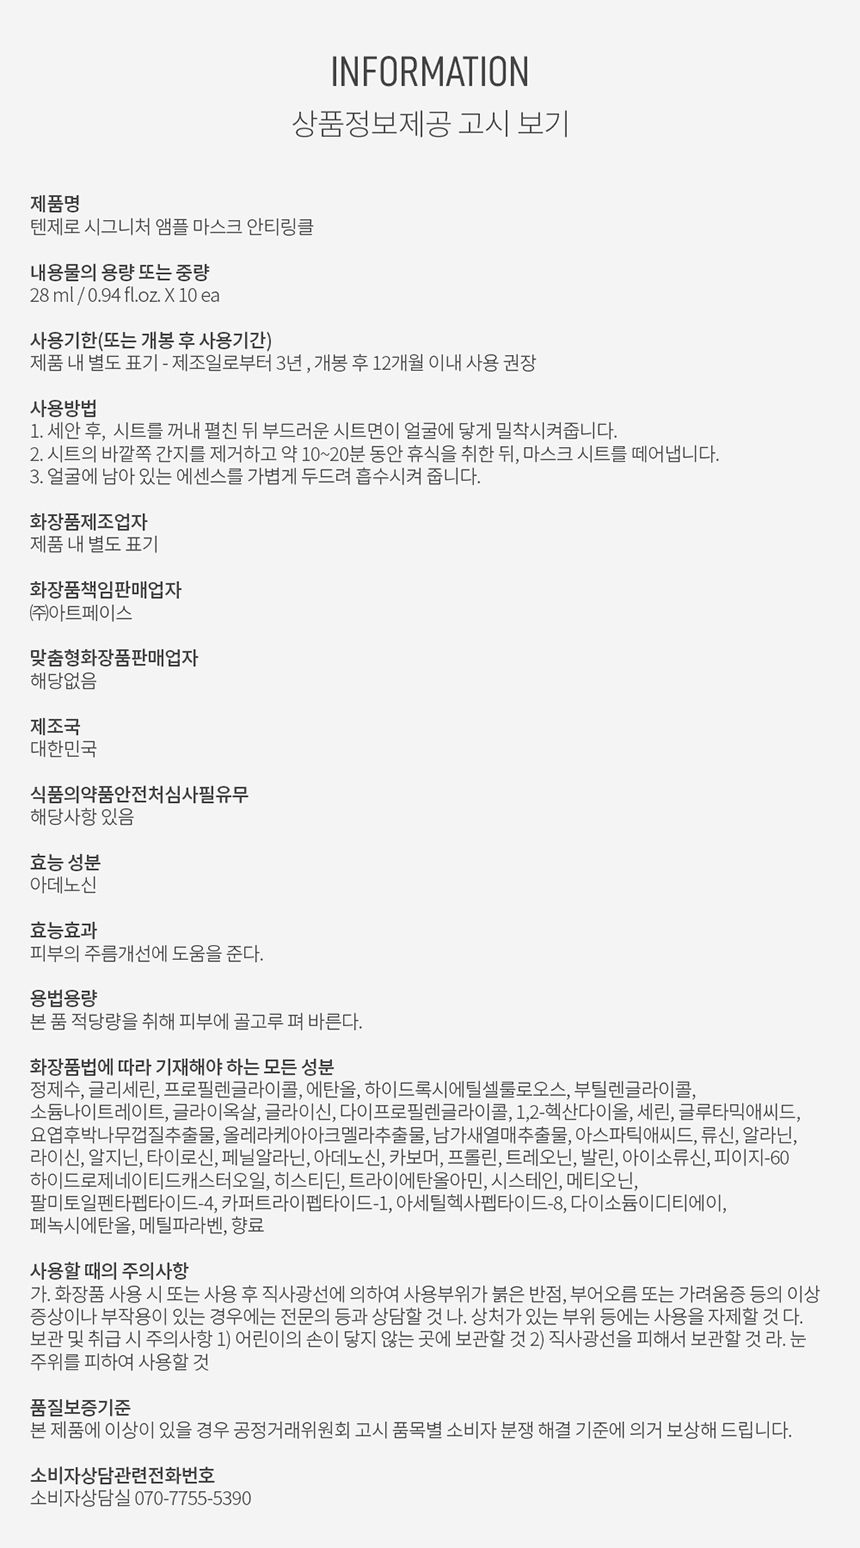 INFORMATION
상품정보제공 고시 보기
제품명
텐제로 시그니처 앰플 마스크 안티링클
내용물의 용량 또는 중량
28 ml / 0.94 fl.oz. X 10 ea
사용기한(또는 개봉 후 사용기간)
제품 내 별도 표기 - 제조일로부터 3년 , 개봉 후 12개월 이내 사용 권장
사용방법
1. 세안 후, 시트를 꺼내 펼친 뒤 부드러운 시트면이 얼굴에 닿게 밀착시켜줍니다.
2. 시트의 바깥쪽 간지를 제거하고 약 10~20분 동안 휴식을 취한 뒤, 마스크 시트를 떼어냅니다.
3. 얼굴에 남아 있는 에센스를 가볍게 두드려 흡수시켜 줍니다.
화장품제조업자
제품 내 별도 표기
화장품책임판매업자
㈜아트페이스
맞춤형화장품판매업자
해당없음
제조국
대한민국
식품의약품안전처심사필유무
해당사항 있음
효능 성분
아데노신
효능효과
피부의 주름개선에 도움을 준다.
용법용량
본 품 적당량을 취해 피부에 골고루 펴 바른다.
화장품법에 따라 기재해야 하는 모든 성분
정제수, 글리세린, 프로필렌글라이콜, 에탄올, 하이드록시에틸셀룰로오스, 부틸렌글라이콜,
소듐나이트레이트, 글라이옥살, 글라이신, 다이프로필렌글라이콜, 1,2-헥산다이올, 세린, 글루타믹애씨드,
요엽후박나무껍질추출물, 올레라케아아크멜라추출물, 남가새열매추출물, 아스파틱애씨드, 류신, 알라닌,
라이신, 알지닌, 타이로신, 페닐알라닌, 아데노신, 카보머, 프롤린, 트레오닌, 발린, 아이소류신, 피이지-60
하이드로제네이티드캐스터오일, 히스티딘, 트라이에탄올아민, 시스테인, 메티오닌,
팔미토일펜타펩타이드-4, 카퍼트라이펩타이드-1, 아세틸헥사펩타이드-8, 다이소듐이디티에이,
페녹시에탄올, 메틸파라벤, 향료
사용할 때의 주의사항
가. 화장품 사용 시 또는 사용 후 직사광선에 의하여 사용부위가 붉은 반점, 부어오름 또는 가려움증 등의 이상
증상이나 부작용이 있는 경우에는 전문의 등과 상담할 것 나. 상처가 있는 부위 등에는 사용을 자제할 것 다.
보관 및 취급 시 주의사항 1) 어린이의 손이 닿지 않는 곳에 보관할 것 2) 직사광선을 피해서 보관할 것 라. 눈
주위를 피하여 사용할 것
품질보증기준
본 제품에 이상이 있을 경우 공정거래위원회 고시 품목별 소비자 분쟁 해결 기준에 의거 보상해 드립니다.
소비자상담관련전화번호
소비자상담실 070-7755-5390